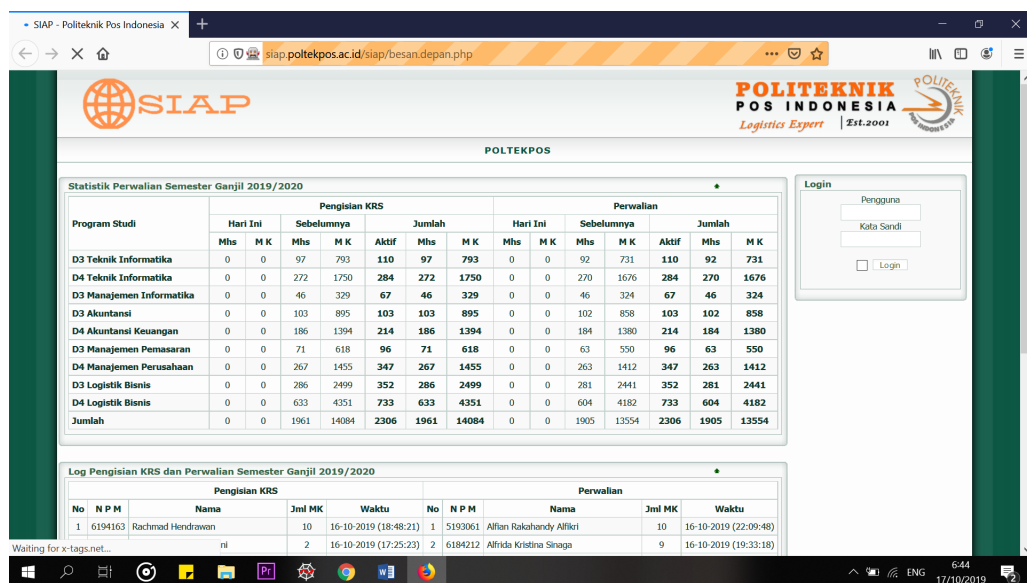 SIAP - Politeknik Pos Indonesia
siap.poltekpos.ac.id/siap/besan.depan.php
SIAP
POLITEKNIK
POS INDONESIA
Logistics Expert Est.2001
POLITEKNIK
POS INDONESIA
POLTEKPOS
Statistik Perwalian Semester Ganjil 2019/2020
Program Studi Pengisian KRS Perwalian
Hari Ini Sebelumnya Jumlah Hari Ini Sebelumnya Jumlah
Mhs M K Mhs M K Aktif Mhs M K Mhs M K Mhs M K Aktif Mhs M K
D3 Teknik Informatika 0 0 97 793 110 97 793 0 0 92 731 110 92 731
D4 Teknik Informatika 0 0 272 1750 284 272 1750 0 0 270 1676 284 270 1676
D3 Manajemen Informatika 0 0 46 329 67 46 329 0 0 46 324 67 46 324
D3 Akuntansi 0 0 103 895 103 103 895 0 0 102 858 103 102 858
D4 Akuntansi Keuangan 0 0 186 1394 214 186 1394 0 0 184 1380 214 184 1380
D3 Manajemen Pemasaran 0 0 71 618 96 71 618 0 0 63 550 96 63 550
D4 Manajemen Perusahaan 0 0 267 1455 347 267 1455 0 0 263 1412 347 263 1412
D3 Logistik Bisnis 0 0 286 2499 352 286 2499 0 0 281 2441 352 281 2441
D4 Logistik Bisnis 0 0 633 4351 733 633 4351 0 0 604 4182 733 604 4182
Jumlah 0 0 1961 14084 2306 1961 14084 0 0 1905 13554 2306 1905 13554
Login
Pengguna
Kata Sandi
Login
Log Pengisian KRS dan Perwalian Semester Ganjil 2019/2020
Pengisian KRS Perwalian
No N P M Nama Jml MK Waktu No N P M Nama Jml MK Waktu
1 6194163 Rachmad Hendrawan 10 16-10-2019 (18:48:21) 1 5193061 Alfian Rakahandy Alfikri 10 16-10-2019 (22:09:48)
ni 2 16-10-2019 (17:25:23) 2 6184212 Alfrida Kristina Sinaga 9 16-10-2019 (19:33:18)
Waiting for x-tags.net...
Pr
W
ENG
6:44
17/10/2019
2